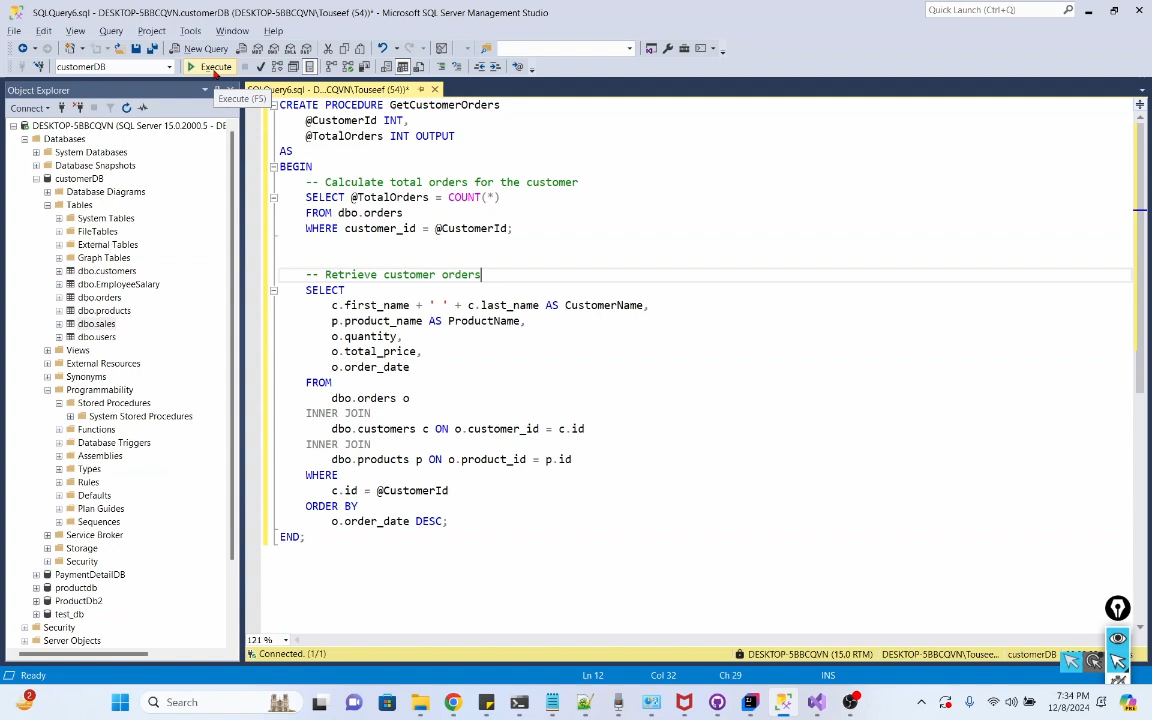 SQLQuery6.sql - DESKTOP-5BBCQVN.customerDB (DESKTOP-5BBCQVN\Touseef (54))* - Microsoft SQL Server Management Studio
Quick Launch (Ctrl+Q)
File Edit View Query Project Tools Window Help
New Query
customerDB
Execute
Object Explorer
SQLQuery6.sql - D...CQVN\Touseef (54))*
Execute (F5)
Connect
DESKTOP-5BBCQVN (SQL Server 15.0.2000.5 - DE
Databases
System Databases
Database Snapshots
customerDB
Database Diagrams
Tables
System Tables
FileTables
External Tables
Graph Tables
dbo.customers
dbo.EmployeeSalary
dbo.orders
dbo.products
dbo.sales
dbo.users
Views
External Resources
Synonyms
Programmability
Stored Procedures
System Stored Procedures
Functions
Database Triggers
Assemblies
Types
Rules
Defaults
Plan Guides
Sequences
Service Broker
Storage
Security
PaymentDetailDB
productdb
ProductDb2
test_db
Security
Server Objects
CREATE PROCEDURE GetCustomerOrders
@CustomerId INT,
@TotalOrders INT OUTPUT
AS
BEGIN
-- Calculate total orders for the customer
SELECT @TotalOrders = COUNT(*)
FROM dbo.orders
WHERE customer_id = @CustomerId;
-- Retrieve customer orders
SELECT
c.first_name + ' ' + c.last_name AS CustomerName,
p.product_name AS ProductName,
o.quantity,
o.total_price,
o.order_date
FROM
dbo.orders o
INNER JOIN
dbo.customers c ON o.customer_id = c.id
INNER JOIN
dbo.products p ON o.product_id = p.id
WHERE
c.id = @CustomerId
ORDER BY
o.order_date DESC;
END;
121 %
Connected. (1/1)
DESKTOP-5BBCQVN (15.0 RTM)
DESKTOP-5BBCQVN\Tousee...
customerDB
Ready
Ln 12
Col 32
Ch 29
INS
2
Search
7:34 PM
12/8/2024